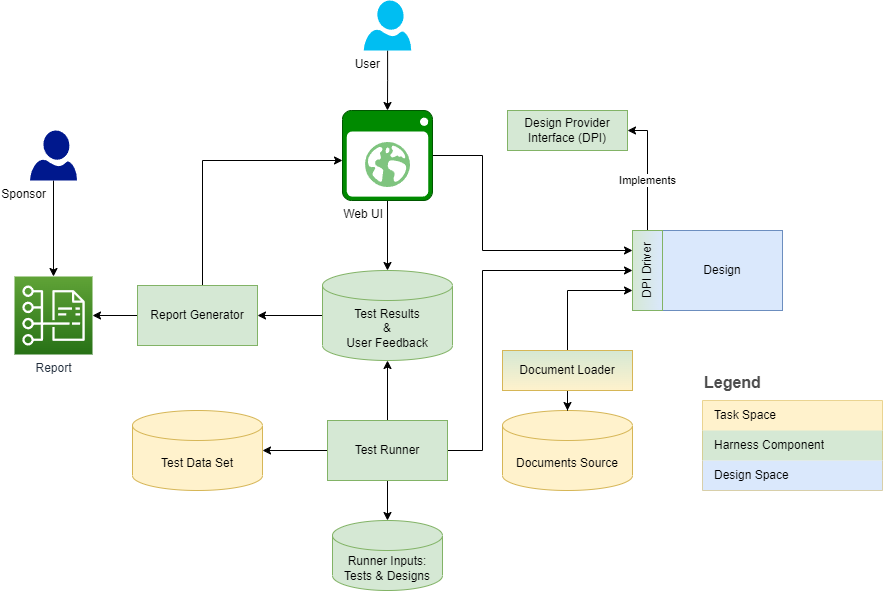 User
Design Provider
Interface (DPI)
Implements
Sponsor
Web UI
DPI Driver
Design
Report Generator
Test Results
&
User Feedback
Report
Document Loader
Legend
Task Space
Harness Component
Design Space
Test Data Set
Test Runner
Documents Source
Runner Inputs:
Tests & Designs